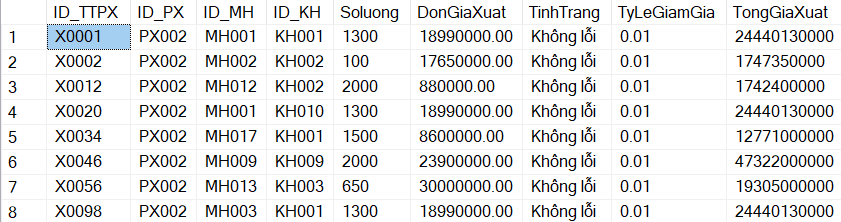 ID_TTPX ID_PX ID_MH ID_KH Soluong DonGiaXuat TinhTrang TyLeGiamGia TongGiaXuat
1 X0001 PX002 MH001 KH001 1300 18990000.00 Không lỗi 0.01 24440130000
2 X0002 PX002 MH002 KH002 100 17650000.00 Không lỗi 0.01 1747350000
3 X0012 PX002 MH012 KH002 2000 880000.00 Không lỗi 0.01 1742400000
4 X0020 PX002 MH001 KH010 1300 18990000.00 Không lỗi 0.01 24440130000
5 X0034 PX002 MH017 KH001 1500 8600000.00 Không lỗi 0.01 12771000000
6 X0046 PX002 MH009 KH009 2000 23900000.00 Không lỗi 0.01 47322000000
7 X0056 PX002 MH013 KH003 650 30000000.00 Không lỗi 0.01 19305000000
8 X0098 PX002 MH003 KH001 1300 18990000.00 Không lỗi 0.01 24440130000